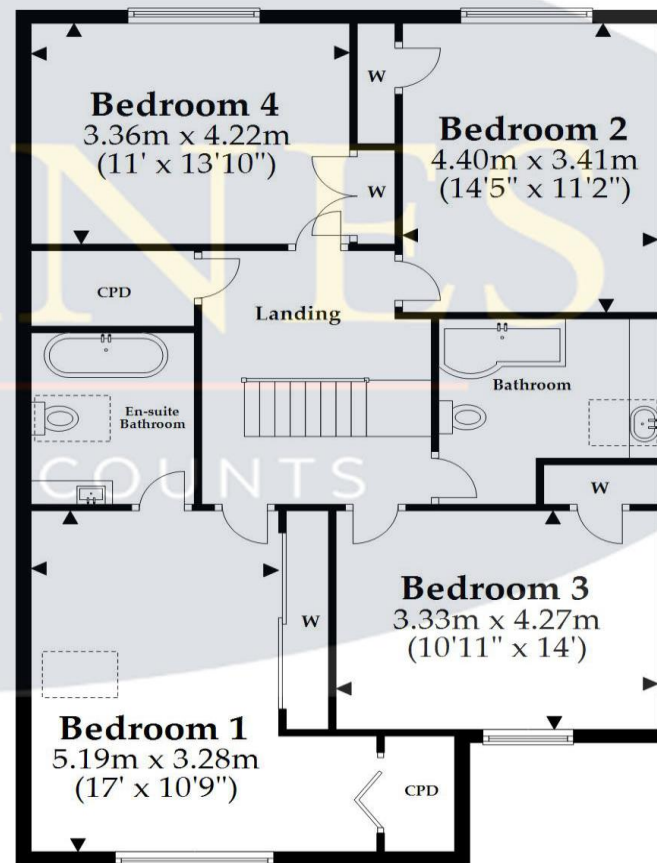 Bedroom 4
3.36m x 4.22m
(11' x 13'10")
W
Bedroom 2
4.40m x 3.41m
(14'5" x 11'2")
W
CPD
Landing
En-suite
Bathroom
Bathroom
NES
COUNTS
W
W
Bedroom 3
3.33m x 4.27m
(10'11" x 14')
Bedroom 1
5.19m x 3.28m
(17' x 10'9")
CPD